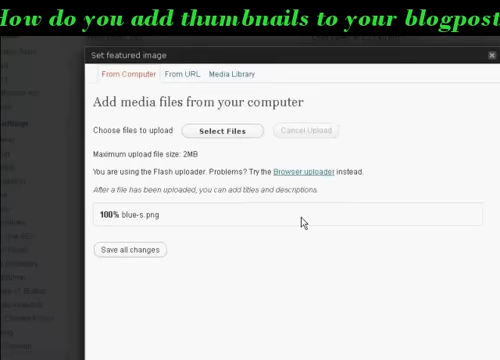 How do you add thumbnails to your blogpost
Set featured image
From Computer From URL Media Library
Add media files from your computer
Choose files to upload Select Files Cancel Upload
Maximum upload file size: 2MB
You are using the Flash uploader. Problems? Try the Browser uploader instead.
After a file has been uploaded, you can add titles and descriptions.
100% blue-s.png
Save all changes